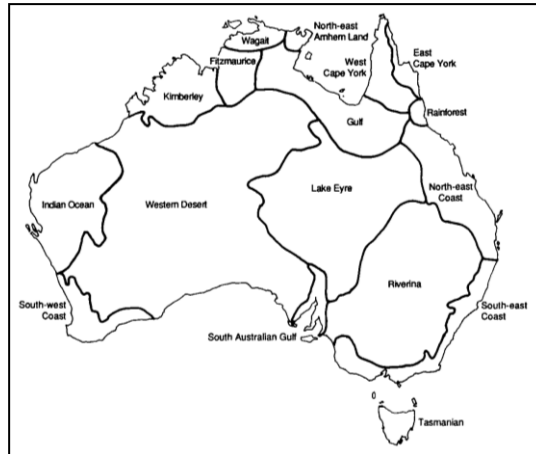 North-east
Arnhem Land
Wagait
Fitzmaurice
West
Cape York
East
Cape York
Kimberley
Rainforest
Gulf
Lake Eyre
North-east
Coast
Indian Ocean
Western Desert
Riverina
South-west
Coast
South-east
Coast
South Australian Gulf
Tasmanian